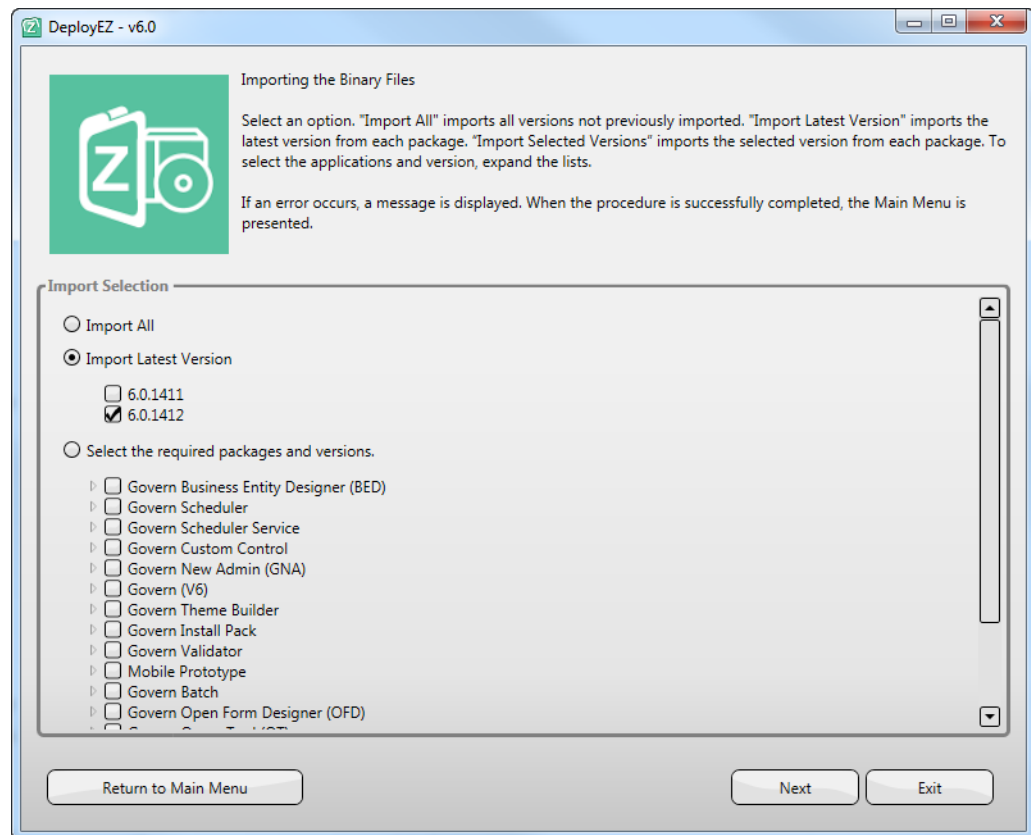 DeployEZ - v6.0
Importing the Binary Files
Select an option. "Import All" imports all versions not previously imported. "Import Latest Version" imports the
latest version from each package. "Import Selected Versions" imports the selected version from each package. To
select the applications and version, expand the lists.
If an error occurs, a message is displayed. When the procedure is successfully completed, the Main Menu is
presented.
Z
Import Selection
Import All
Import Latest Version
6.0.1411
6.0.1412
Select the required packages and versions.
Govern Business Entity Designer (BED)
Govern Scheduler
Govern Scheduler Service
Govern Custom Control
Govern New Admin (GNA)
Govern (V6)
Govern Theme Builder
Govern Install Pack
Govern Validator
Mobile Prototype
Govern Batch
Govern Open Form Designer (OFD)
Return to Main Menu
Next
Exit